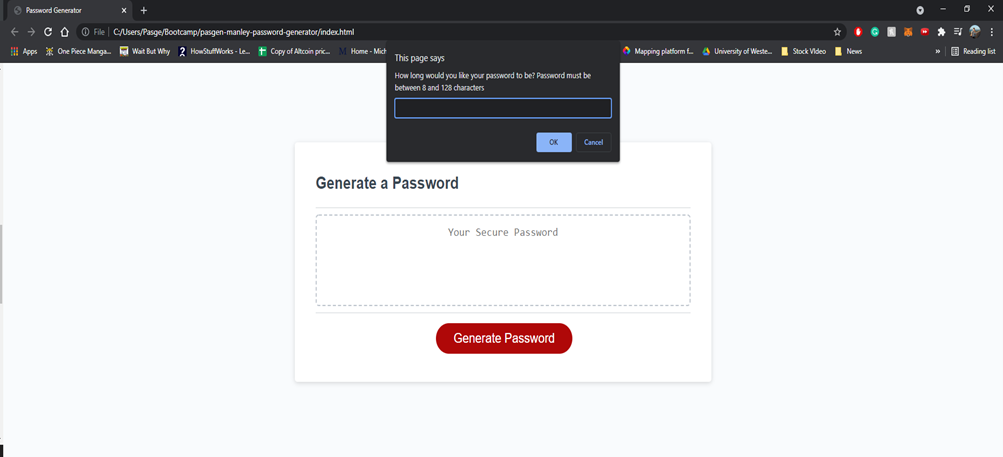 Password Generator
File
C:/Users/Pasge/Bootcamp/pasgen-manley-password-generator/index.html
Apps
One Piece Manga...
Wait But Why
HowStuffWorks - Le...
Copy of Altcoin pric...
Home - Mich
Mapping platform f...
University of Weste...
Stock Video
News
»
Reading list
This page says
How long would you like your password to be? Password must be
between 8 and 128 characters
OK
Cancel
Generate a Password
Your Secure Password
Generate Password